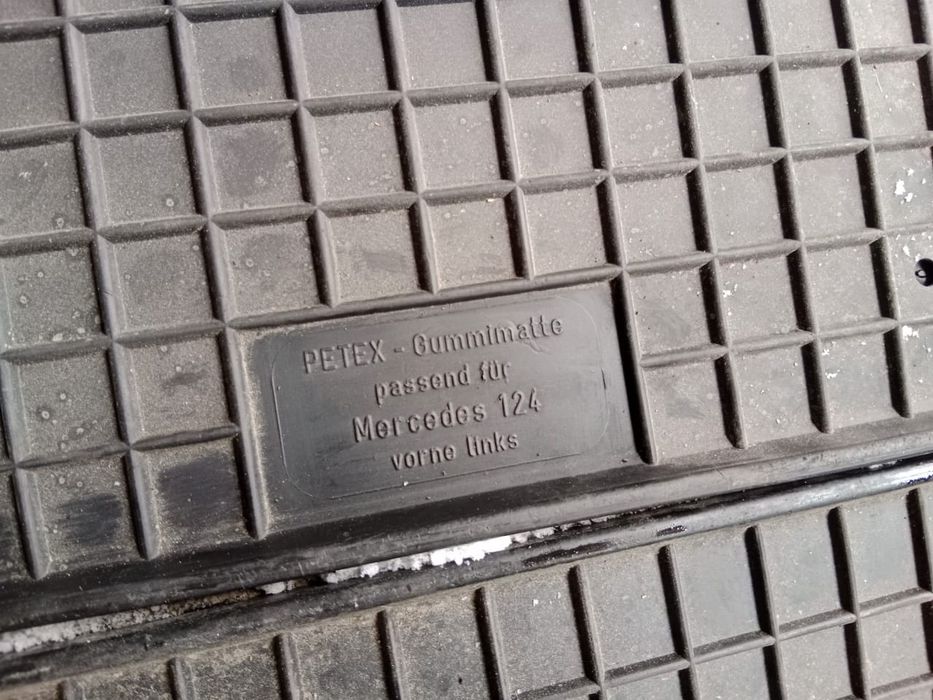 PETEX - Gummimatte
passend für
Mercedes 124
vorne links